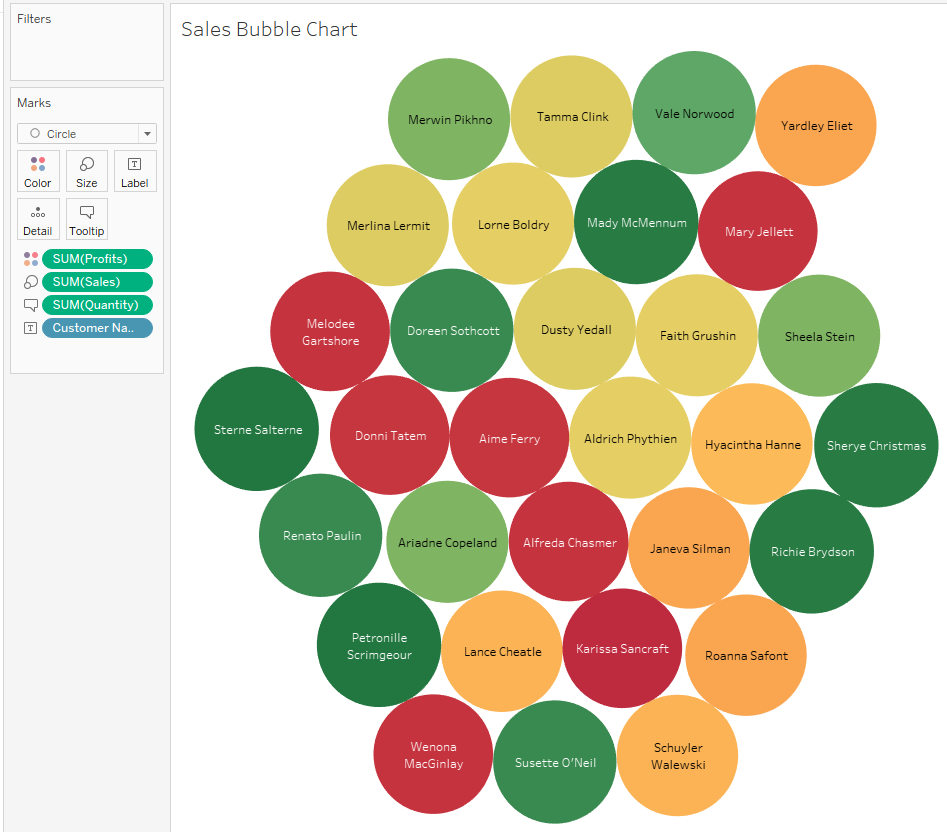 Filters
Marks
Circle
Color
Size
Label
Detail
Tooltip
SUM(Profits)
SUM(Sales)
SUM(Quantity)
Customer Na..
Sales Bubble Chart
Merwin Pikhno
Tamma Clink
Vale Norwood
Yardley Eliet
Merlina Lermit
Lorne Boldry
Mady McMennum
Mary Jellett
Melodee
Gartshore
Doreen Sothcott
Dusty Yedall
Faith Grushin
Sheela Stein
Sterne Salterne
Donni Tatem
Aime Ferry
Aldrich Phythien
Hyacintha Hanne
Sherye Christmas
Renato Paulin
Ariadne Copeland
Alfreda Chasmer
Janeva Silman
Richie Brydson
Petronille
Scrimgeour
Lance Cheatle
Karissa Sancraft
Roanna Safont
Wenona
MacGinlay
Susette O'Neil
Schuyler
Walewski